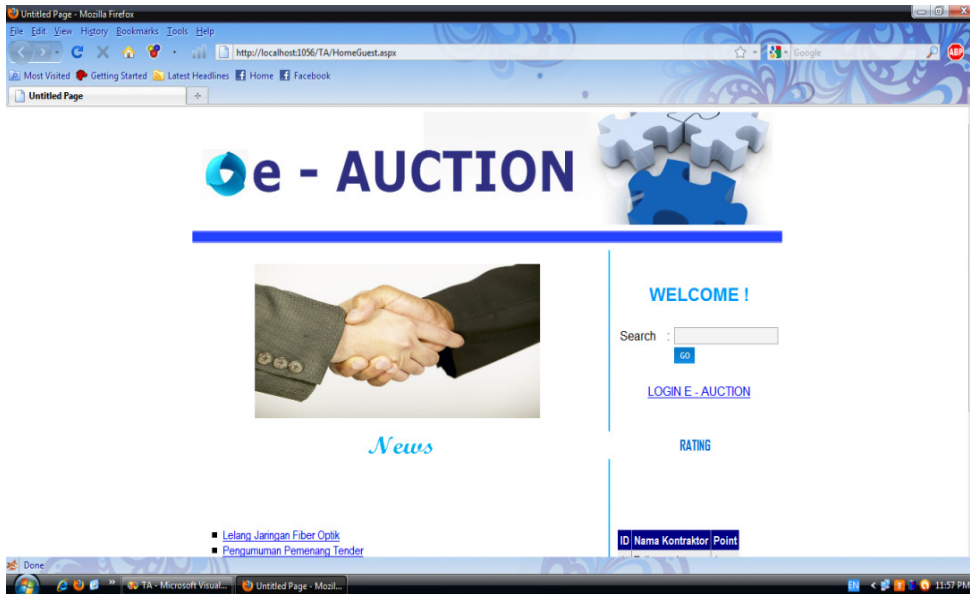 Untitled Page - Mozilla Firefox
File Edit View History Bookmarks Tools Help
http://localhost:1056/TA/HomeGuest.aspx
Google
ABP
Most Visited Getting Started Latest Headlines Home Facebook
Untitled Page
e - AUCTION
WELCOME !
Search :
GO
LOGIN E - AUCTION
News
RATING
Lelang Jaringan Fiber Optik
Pengumuman Pemenang Tender
ID Nama Kontraktor Point
Done
TA - Microsoft Visual... Untitled Page - Mozil... EN 11:57 PM